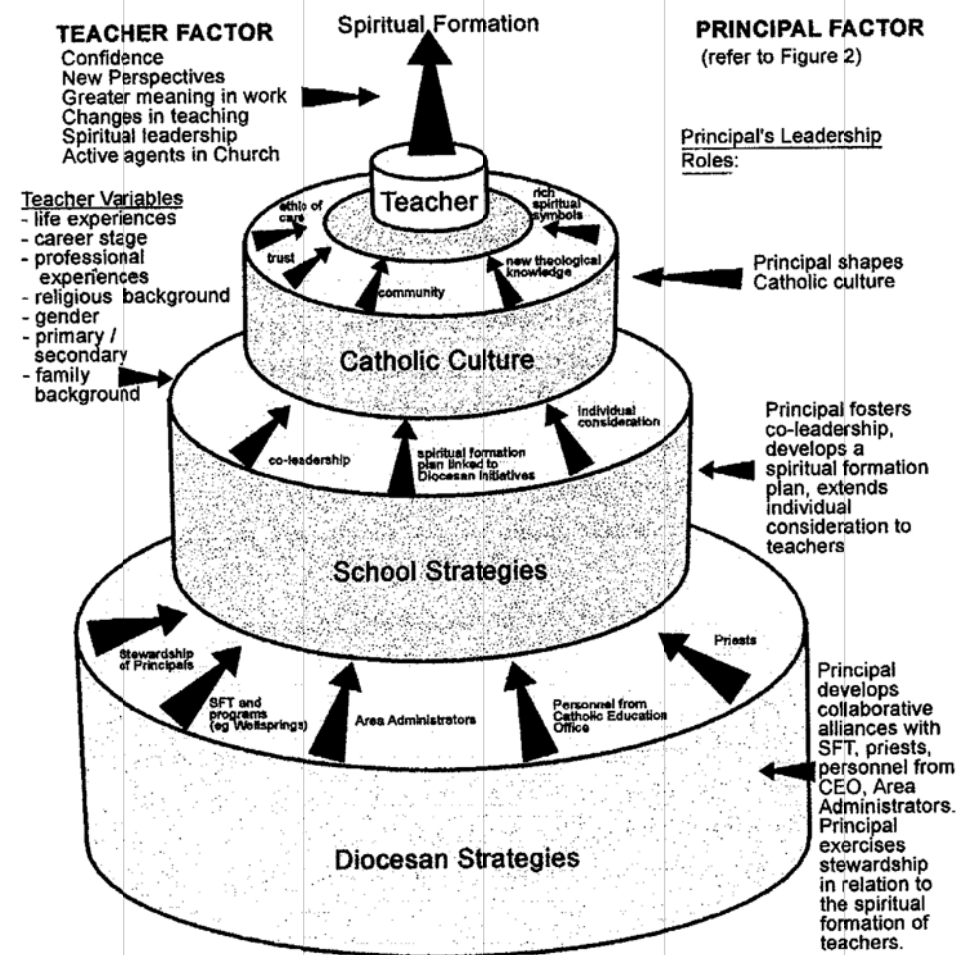 TEACHER FACTOR
Confidence
New Perspectives
Greater meaning in work
Changes in teaching
Spiritual leadership
Active agents in Church
Spiritual Formation
PRINCIPAL FACTOR
(refer to Figure 2)
Principal's Leadership
Roles:
Teacher Variables
- life experiences
- career stage
- professional
experiences
- religious background
- gender
- primary /
secondary
- family
background
Teacher
ethic of
care
rich
spiritual
symbols
trust
community
new theological
knowledge
Catholic Culture
Principal shapes
Catholic culture
co-leadership
spiritual formation
plan linked to
Diocesan Initiatives
Individual
consideration
School Strategies
Principal fosters
co-leadership,
develops a
spiritual formation
plan, extends
individual
consideration to
teachers
Stewardship
of Principals
SFT and
programs
(eg Wellsprings)
Area Administrators
Personnel from
Catholic Education
Office
Priests
Diocesan Strategies
Principal
develops
collaborative
alliances with
SFT, priests,
personnel from
CEO, Area
Administrators.
Principal
exercises
stewardship
in relation to
the spiritual
formation of
teachers.